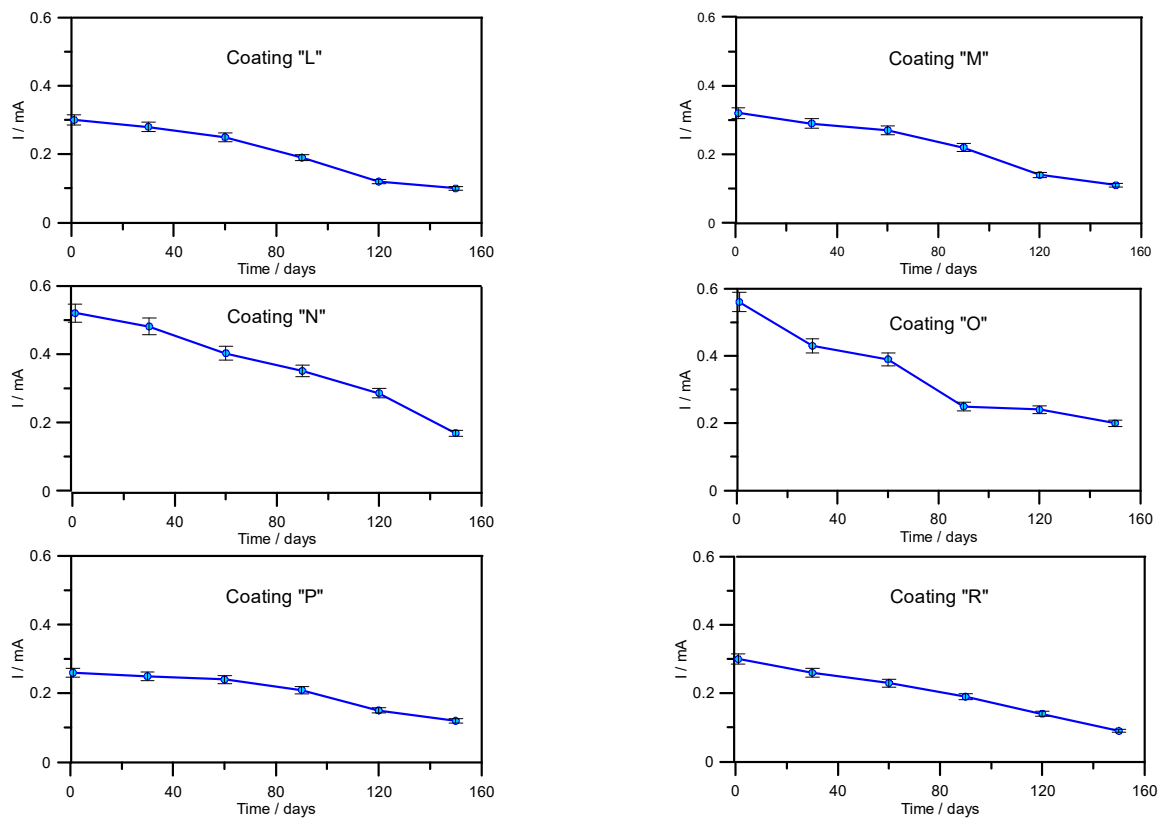 0.6
0.4
0.2
0
I / mA
Coating "L"
0 40 80 120 160
Time / days
0.6
0.4
0.2
0
I / mA
Coating "M"
0 40 80 120 160
Time / days
0.6
0.4
0.2
0
I / mA
Coating "N"
0 40 80 120 160
Time / days
0.6
0.4
0.2
0
I / mA
Coating "O"
0 40 80 120 160
Time / days
0.6
0.4
0.2
0
I / mA
Coating "P"
0 40 80 120 160
Time / days
0.6
0.4
0.2
0
I / mA
Coating "R"
0 40 80 120 160
Time / days